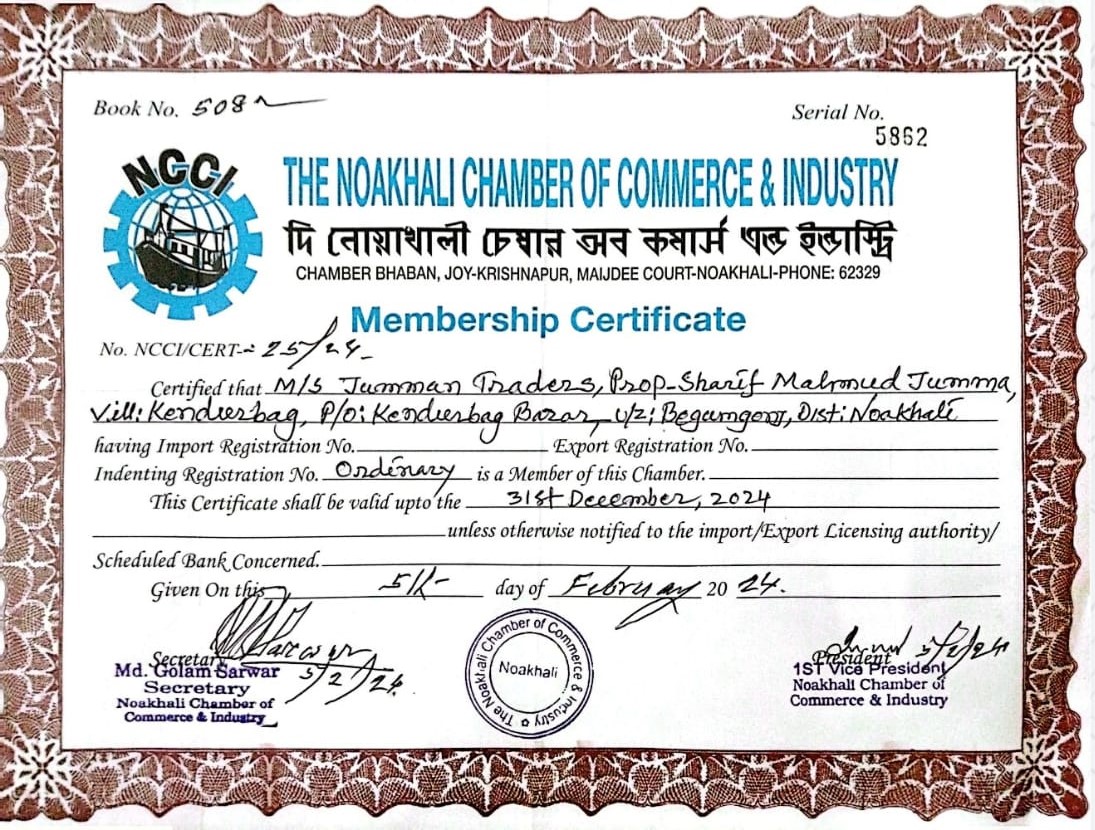 Book No. 508
Serial No.
5862
NCCI
THE NOAKHALI CHAMBER OF COMMERCE & INDUSTRY
দি নোয়াখালী চেম্বার অব কমার্স এন্ড ইন্ডাস্ট্রি
CHAMBER BHABAN, JOY-KRISHNAPUR, MAIJDEE COURT-NOAKHALI-PHONE: 62329
Membership Certificate
No. NCCI/CERT-- 25/24
Certified that M/S Jumman Traders, Prop-Sharif Mahmud Jumma,
Vill: Kendurbag, P/O: Kendurbag Bazar, U/Z: Begumgonj, Dist: Noakhali
having Import Registration No. Export Registration No.
Indenting Registration No. Ordinary is a Member of this Chamber.
This Certificate shall be valid upto the 31st December, 2024
unless otherwise notified to the import/Export Licensing authority/
Scheduled Bank Concerned.
Given On this 5th day of February 2024.
Sarwar
5/2/24
5/2/24
Secretary
President
Md. Golam Sarwar
Secretary
Noakhali Chamber of
Commerce & Industry
The Noakhali Chamber of Commerce & Industry
Noakhali
1ST Vice President
Noakhali Chamber of
Commerce & Industry